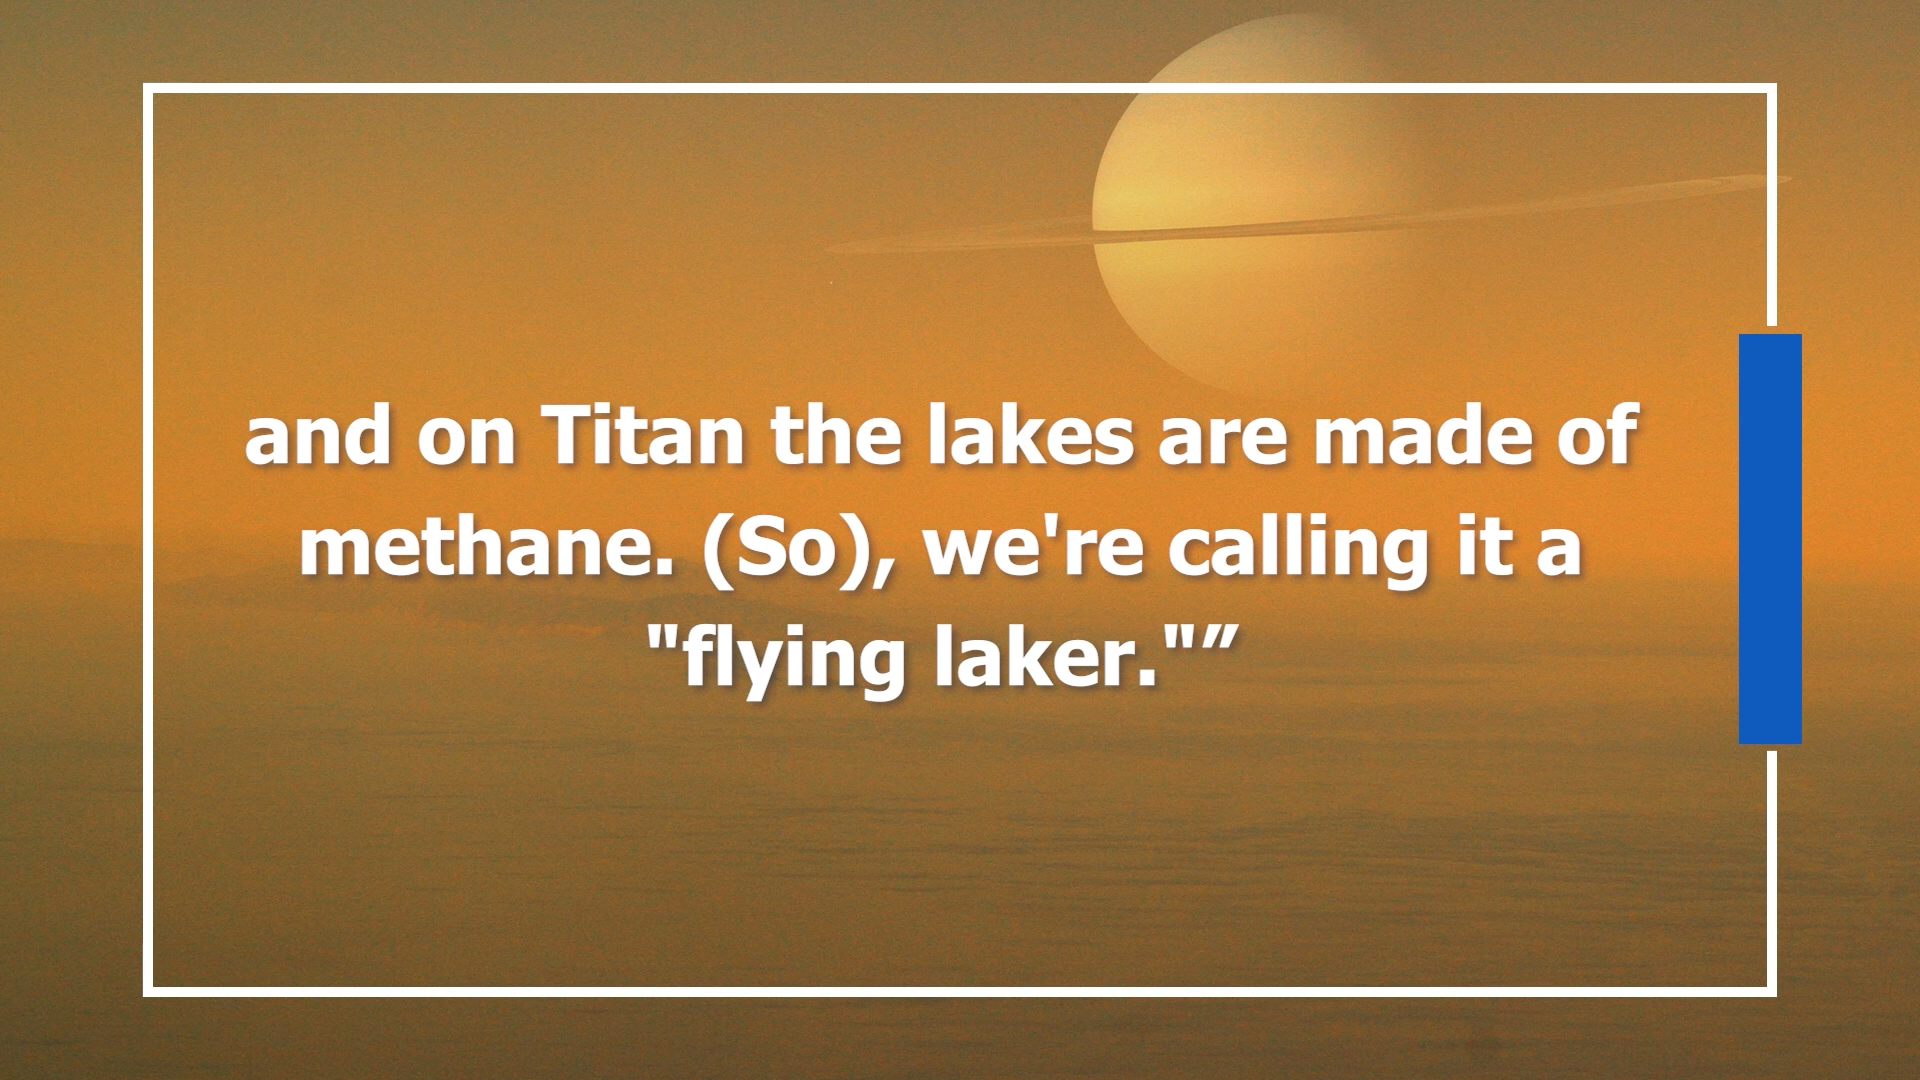 and on Titan the lakes are made of
methane. (So), we're calling it a
"flying laker."”